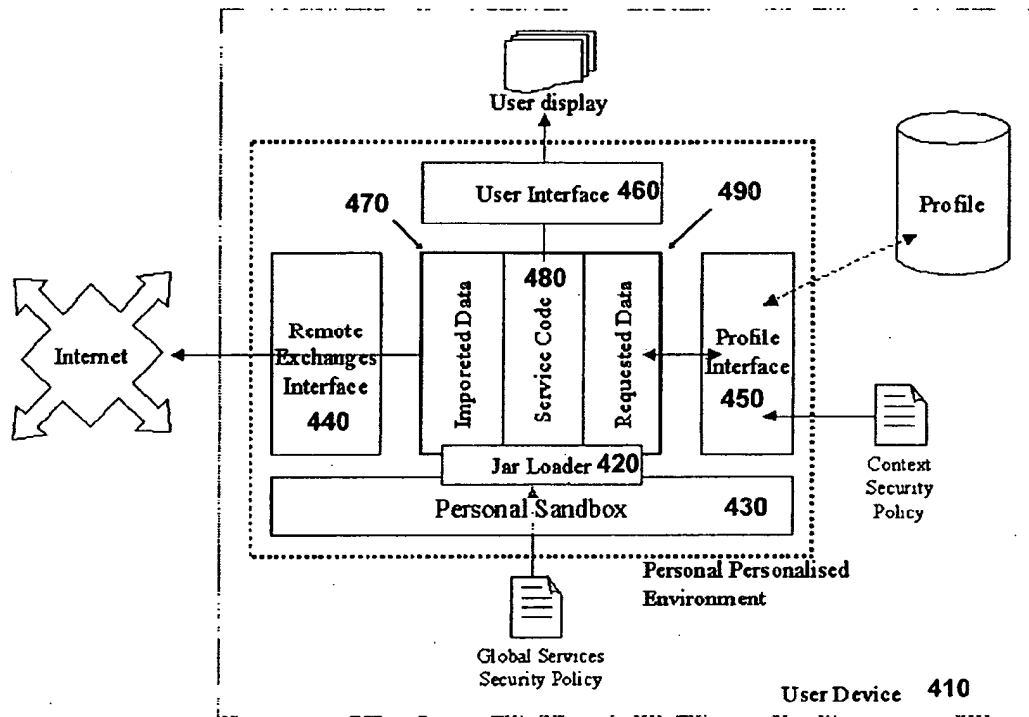 User display
User Interface 460
470
490
Profile
480
Imporeted Data
Service Code
Requested Data
Internet
Remote
Exchanges
Interface
440
Profile
Interface
450
Jar Loader 420
Context
Security
Policy
Personal Sandbox 430
Personal Personalised
Environment
Global Services
Security Policy
User Device 410